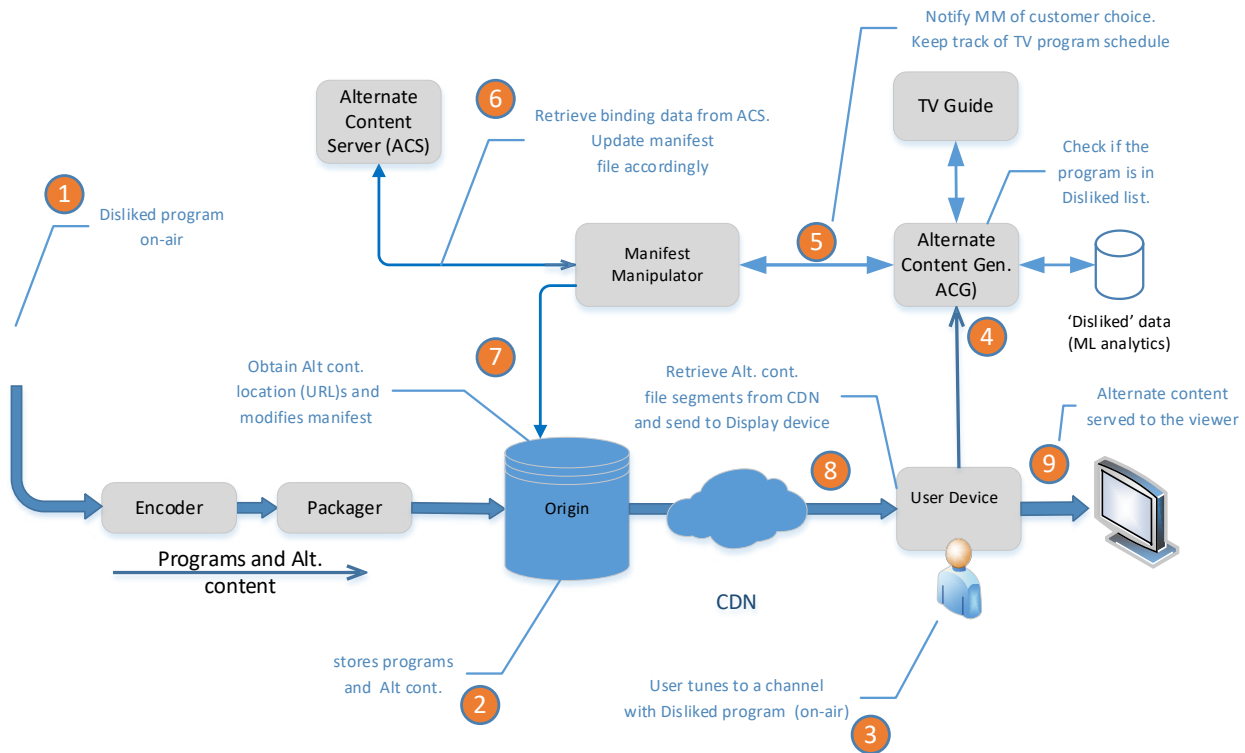 Notify MM of customer choice.
Keep track of TV program schedule
6
Alternate
Content
Server (ACS)
Retrieve binding data from ACS.
Update manifest
file accordingly
TV Guide
Check if the
program is in
Disliked list.
1
Disliked program
on-air
5
Manifest
Manipulator
Alternate
Content Gen.
ACG)
4
'Disliked' data
(ML analytics)
7
Obtain Alt cont.
location (URL)s and
modifies manifest
Retrieve Alt. cont.
file segments from CDN
and send to Display device
9
Alternate content
served to the viewer
8
Encoder
Packager
Origin
User Device
Programs and Alt.
content
CDN
stores programs
and Alt cont.
2
User tunes to a channel
with Disliked program (on-air)
3